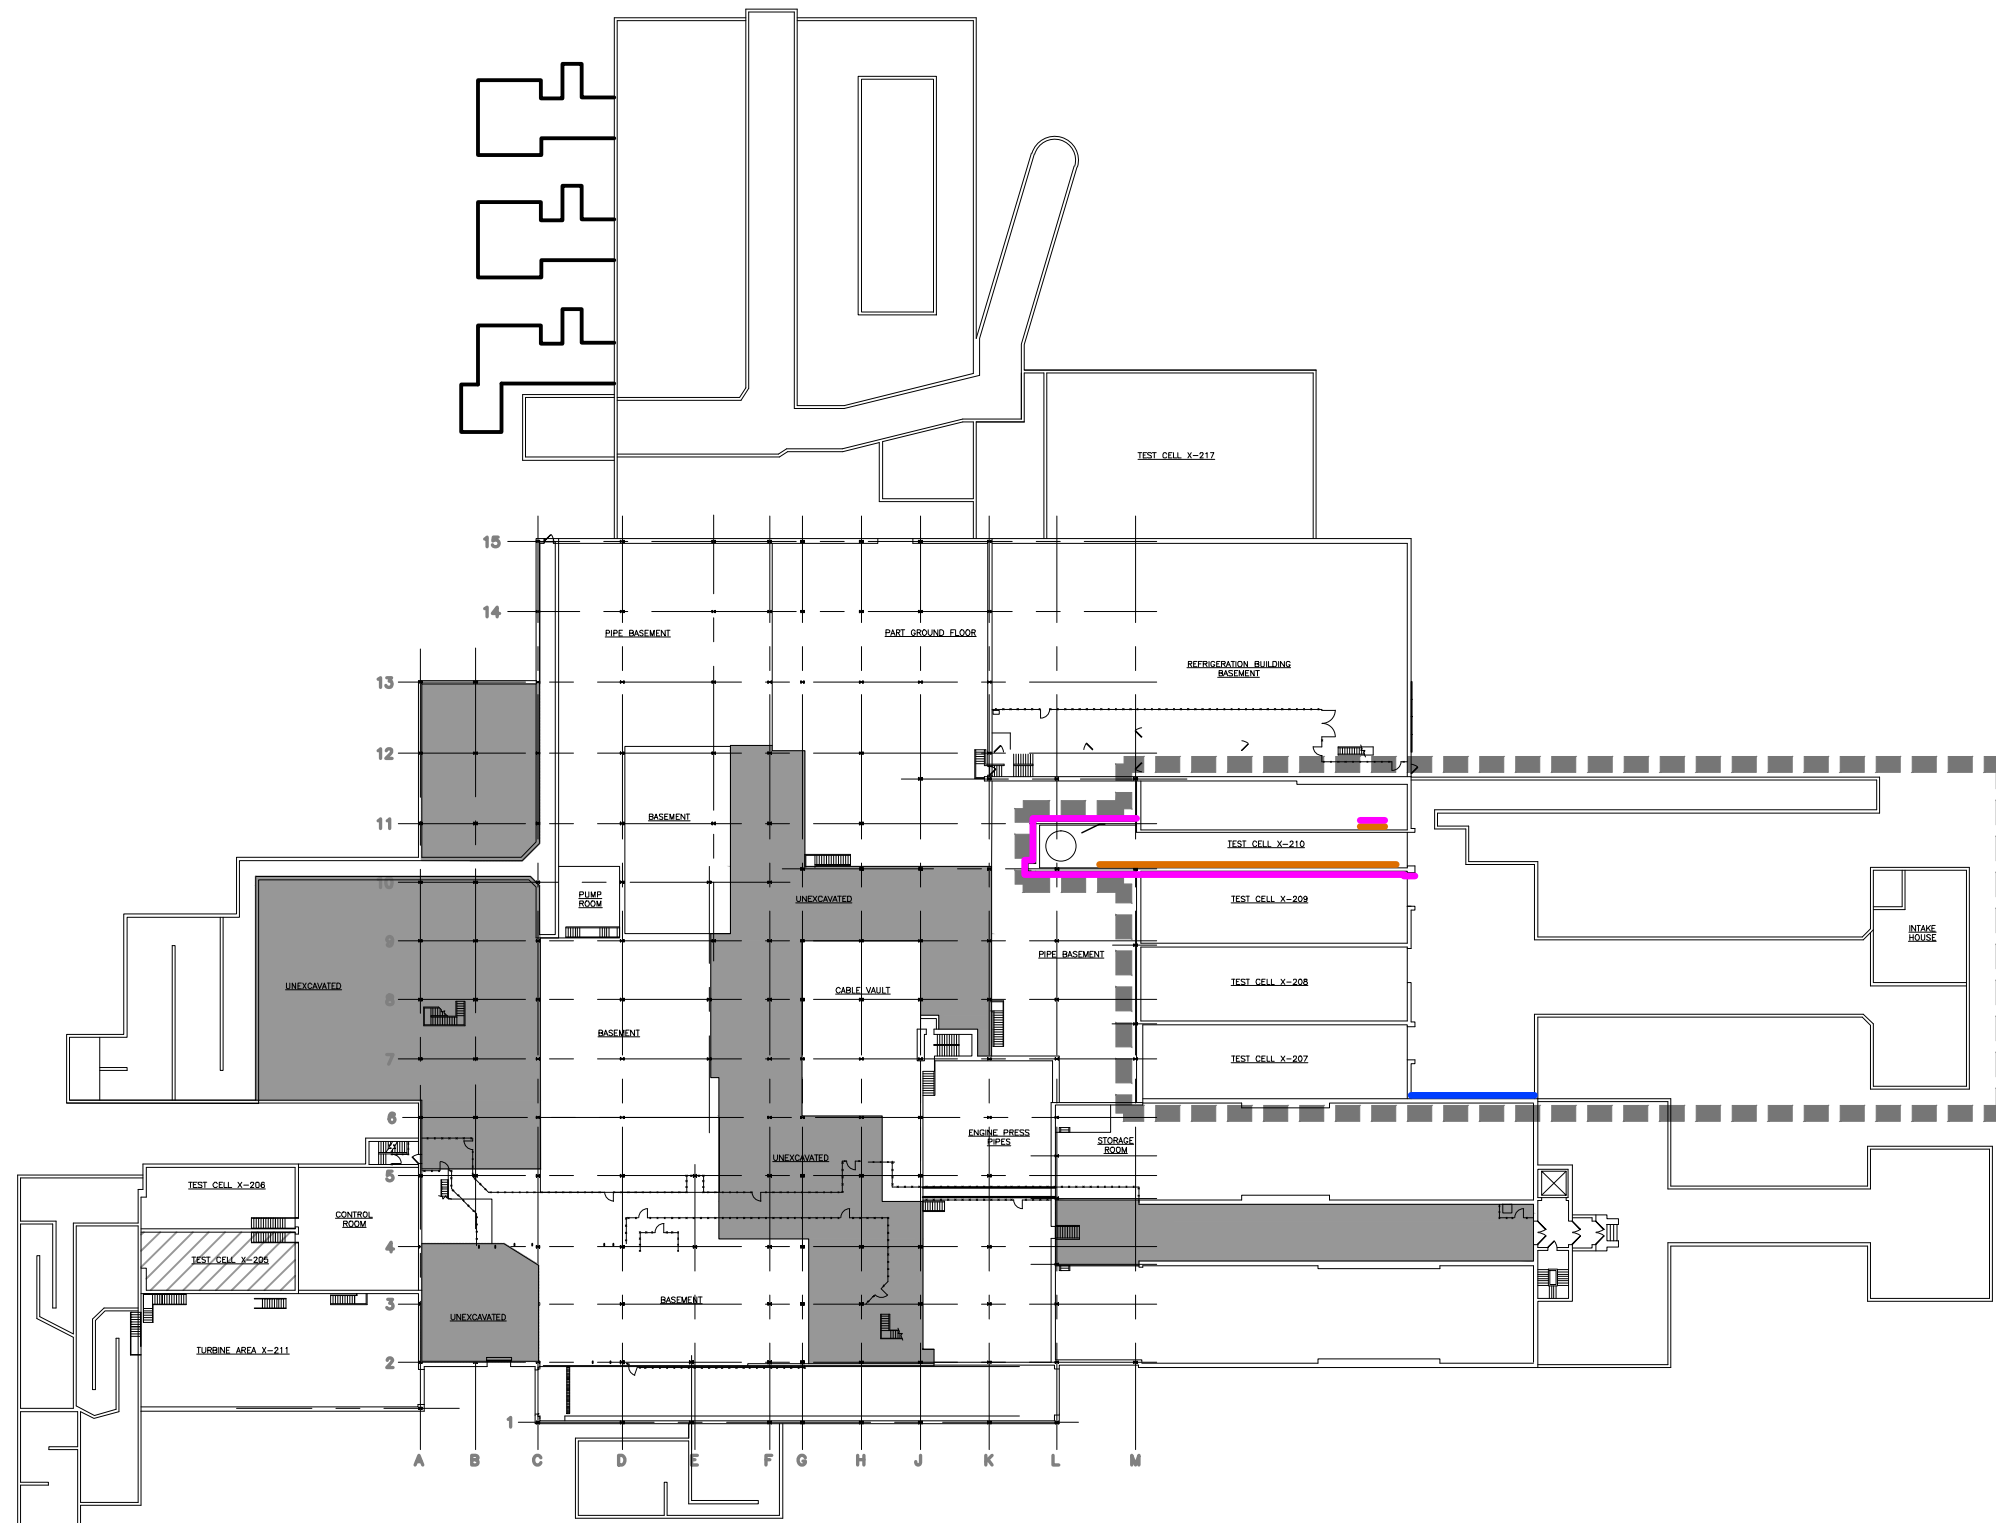 TEST CELL X-217
15
14
PIPE BASEMENT
PART GROUND FLOOR
REFRIGERATION BUILDING
BASEMENT
13
12
11
BASEMENT
TEST CELL X-210
10
PUMP
ROOM
UNEXCAVATED
TEST CELL X-209
9
INTAKE
HOUSE
PIPE BASEMENT
UNEXCAVATED
8
CABLE VAULT
TEST CELL X-208
BASEMENT
7
TEST CELL X-207
6
ENGINE PRESS
PIPES
STORAGE
ROOM
UNEXCAVATED
5
TEST CELL X-206
CONTROL
ROOM
4
TEST CELL X-205
3
BASEMENT
UNEXCAVATED
TURBINE AREA X-211
2
1
A B C D E F G H J K L M